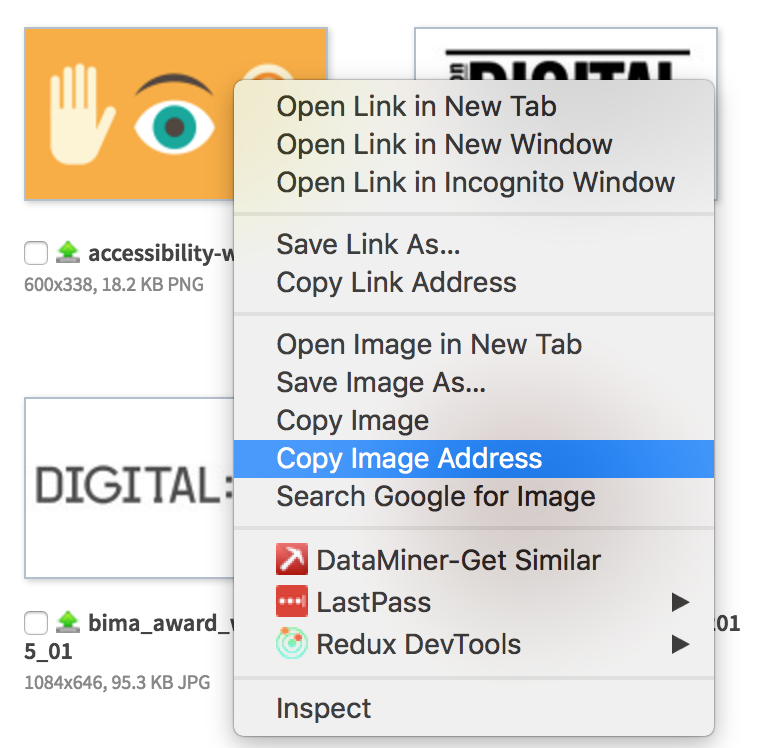 on
DIGITAL
Open Link in New Tab
Open Link in New Window
Open Link in Incognito Window
accessibility-w
600x338, 18.2 KB PNG
Save Link As...
Copy Link Address
Open Image in New Tab
Save Image As...
Copy Image
Copy Image Address
Search Google for Image
DIGITAL:
DataMiner-Get Similar
LastPass
Redux DevTools
bima_award_
5_01
1084x646, 95.3 KB JPG
01
Inspect